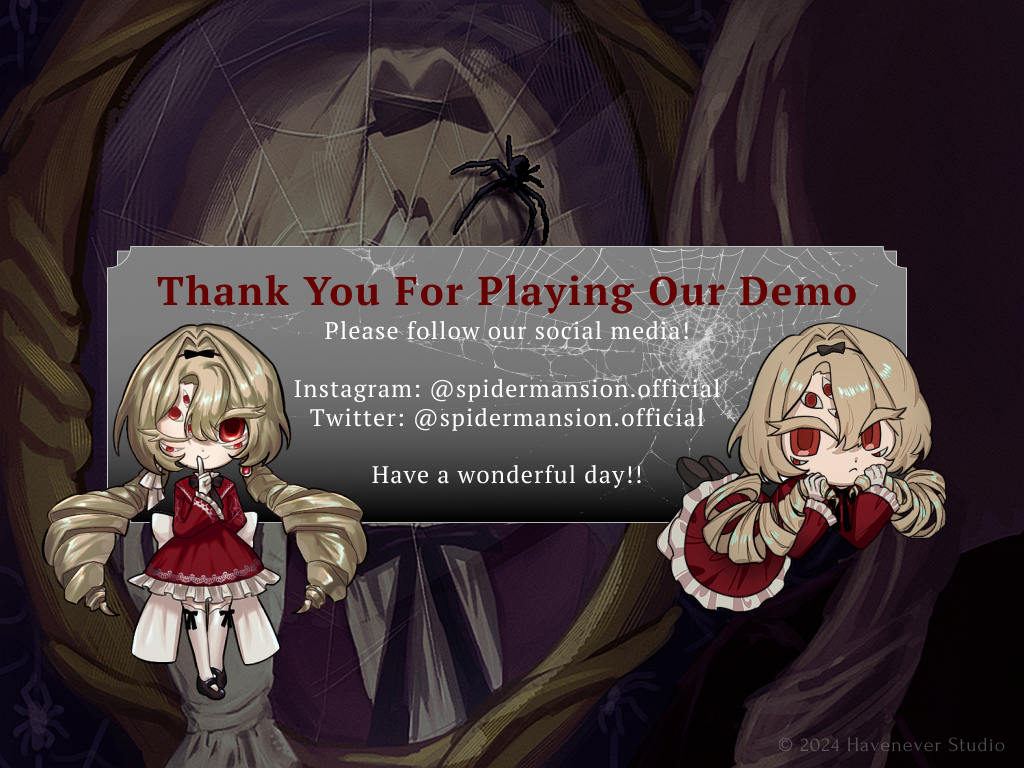 Thank You For Playing Our Demo
Please follow our social media!
Instagram: @spidermansion.official
Twitter: @spidermansion.official
Have a wonderful day!!
© 2024 Havenever Studio